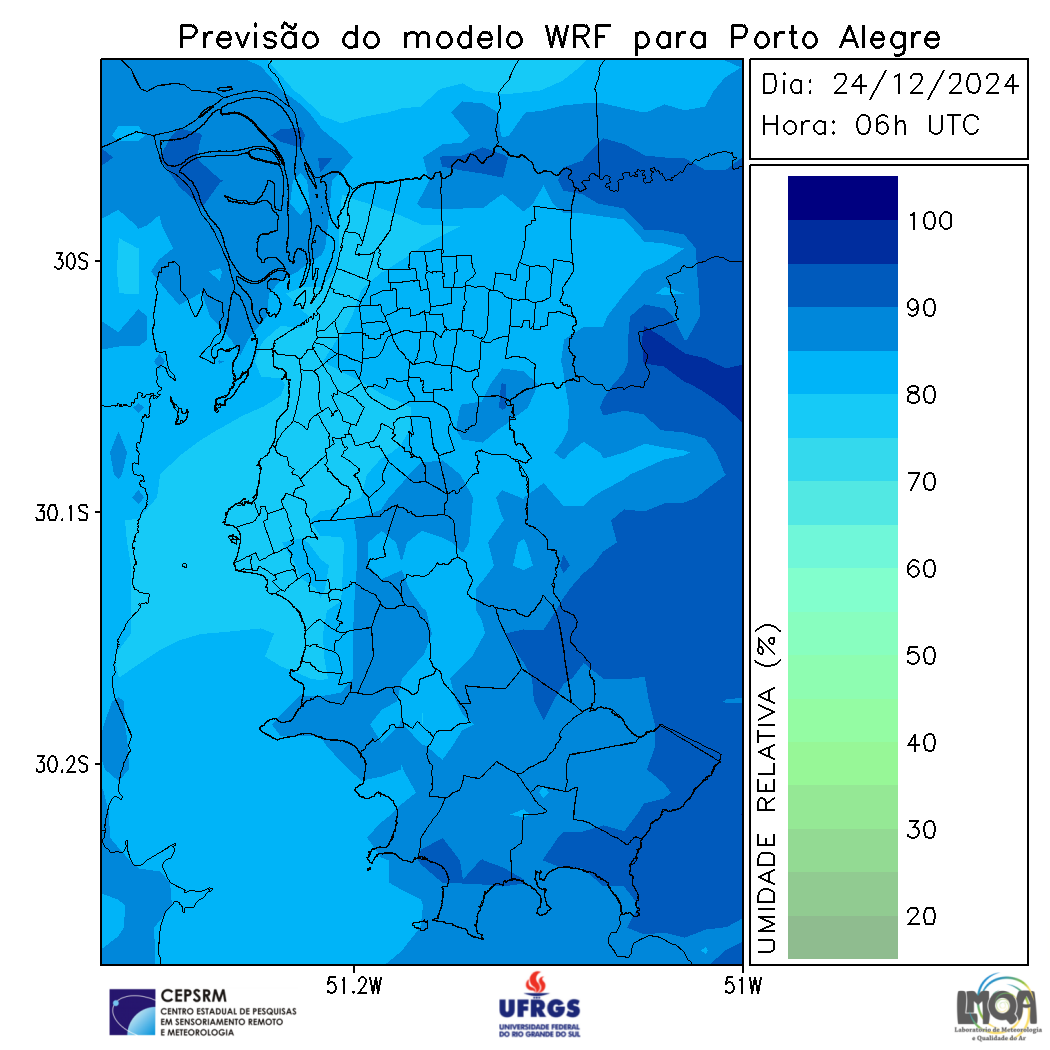 Previsão do modelo WRF para Porto Alegre
Dia: 24/12/2024
Hora: 06h UTC
30S
30.1S
30.2S
51.2W
51W
100
90
80
70
60
50
40
30
20
UMIDADE RELATIVA (%)
CEPSRM
CENTRO ESTADUAL DE PESQUISAS
EM SENSORIAMENTO REMOTO
E METEOROLOGIA
UFRGS
UNIVERSIDADE FEDERAL
DO RIO GRANDE DO SUL
LMQA
Laboratório de Meteorologia
e Qualidade do Ar